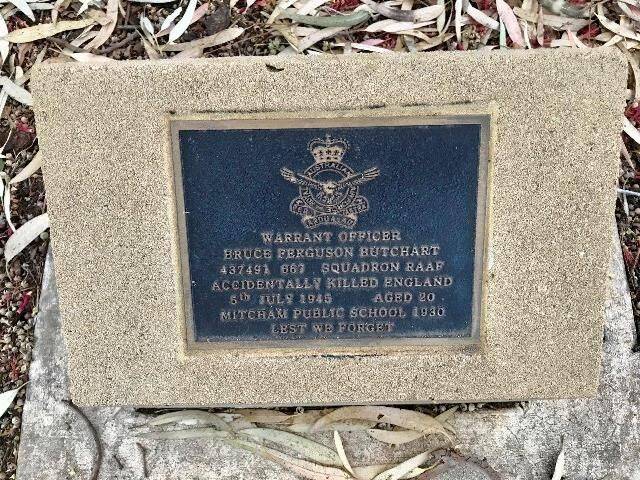 AUSTRALIAN
WARRANT OFFICER
BRUCE FERGUSON BUTCHART
437491 667 SQUADRON RAAF
ACCIDENTALLY KILLED ENGLAND
5TH JULY 1945 AGED 20
MITCHAM PUBLIC SCHOOL 1930
LEST WE FORGET